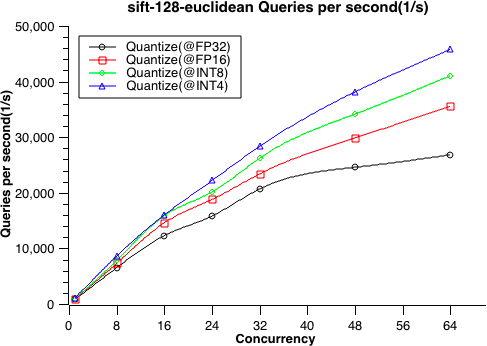 sift-128-euclidean Queries per second(1/s)
50,000
40,000
30,000
20,000
10,000
0
Queries per second(1/s)
Quantize(@FP32)
Quantize(@FP16)
Quantize(@INT8)
Quantize(@INT4)
0 8 16 24 32 40 48 56 64
Concurrency